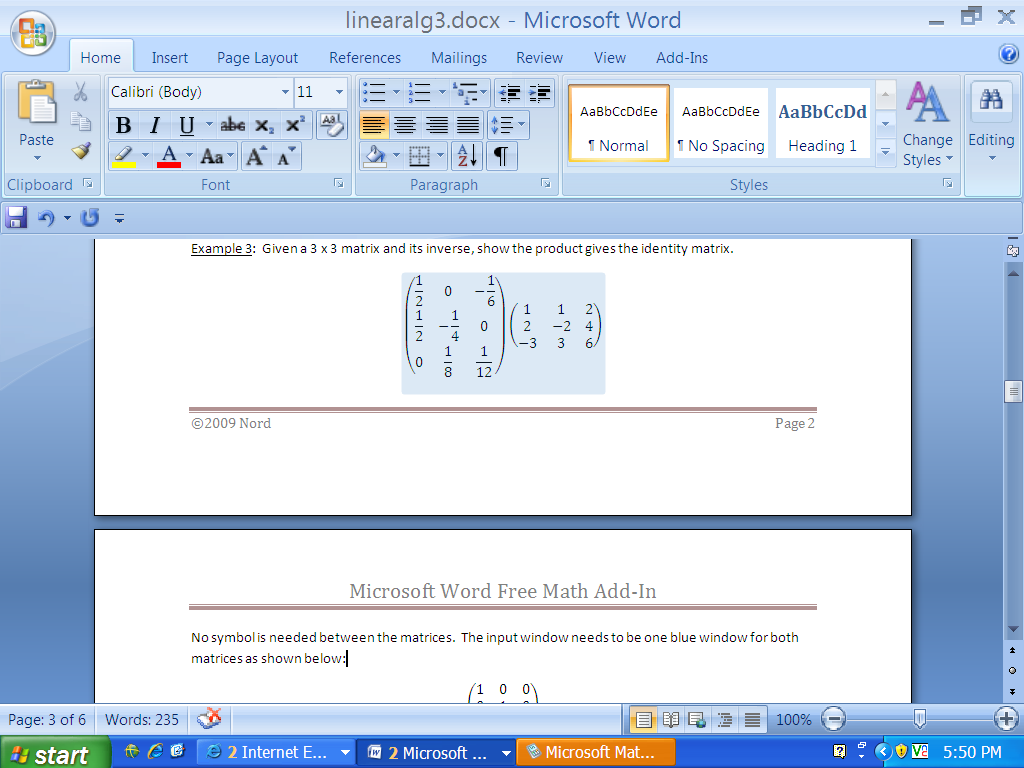 linearalg3.docx - Microsoft Word
Home Insert Page Layout References Mailings Review View Add-Ins
Paste
Clipboard
Calibri (Body) 11
B I U abc X₂ X²
A Aa A A
Font
A Z ¶
Paragraph
AaBbCcDdEe AaBbCcDdEe AaBbCcDd
¶ Normal ¶ No Spacing Heading 1
Styles
Change
Styles
Editing
Example 3: Given a 3 x 3 matrix and its inverse, show the product gives the identity matrix.
1/2 0 -1/6
1/2 -1/4 0
0 1/8 1/12
1 1 2
2 -2 4
-3 3 6
©2009 Nord Page 2
Microsoft Word Free Math Add-In
No symbol is needed between the matrices. The input window needs to be one blue window for both
matrices as shown below:
1 0 0
Page: 3 of 6 Words: 235 100%
start 2 Internet E... 2 Microsoft ... Microsoft Mat... 5:50 PM